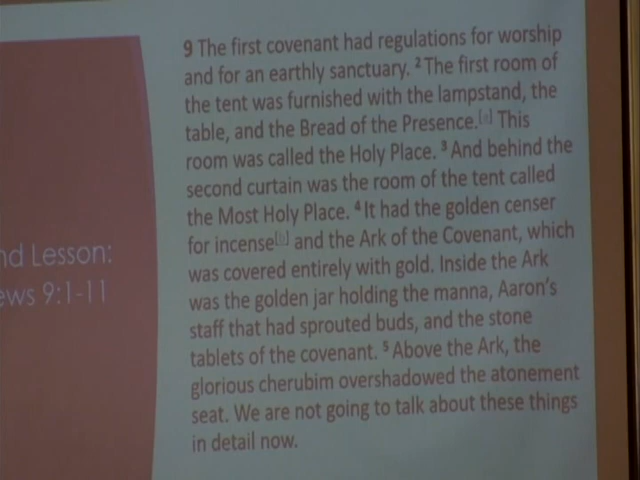 nd Lesson:
ews 9:1-11
9 The first covenant had regulations for worship
and for an earthly sanctuary. 2 The first room of
the tent was furnished with the lampstand, the
table, and the Bread of the Presence.[a] This
room was called the Holy Place. 3 And behind the
second curtain was the room of the tent called
the Most Holy Place. 4 It had the golden censer
for incense[b] and the Ark of the Covenant, which
was covered entirely with gold. Inside the Ark
was the golden jar holding the manna, Aaron's
staff that had sprouted buds, and the stone
tablets of the covenant. 5 Above the Ark, the
glorious cherubim overshadowed the atonement
seat. We are not going to talk about these things
in detail now.